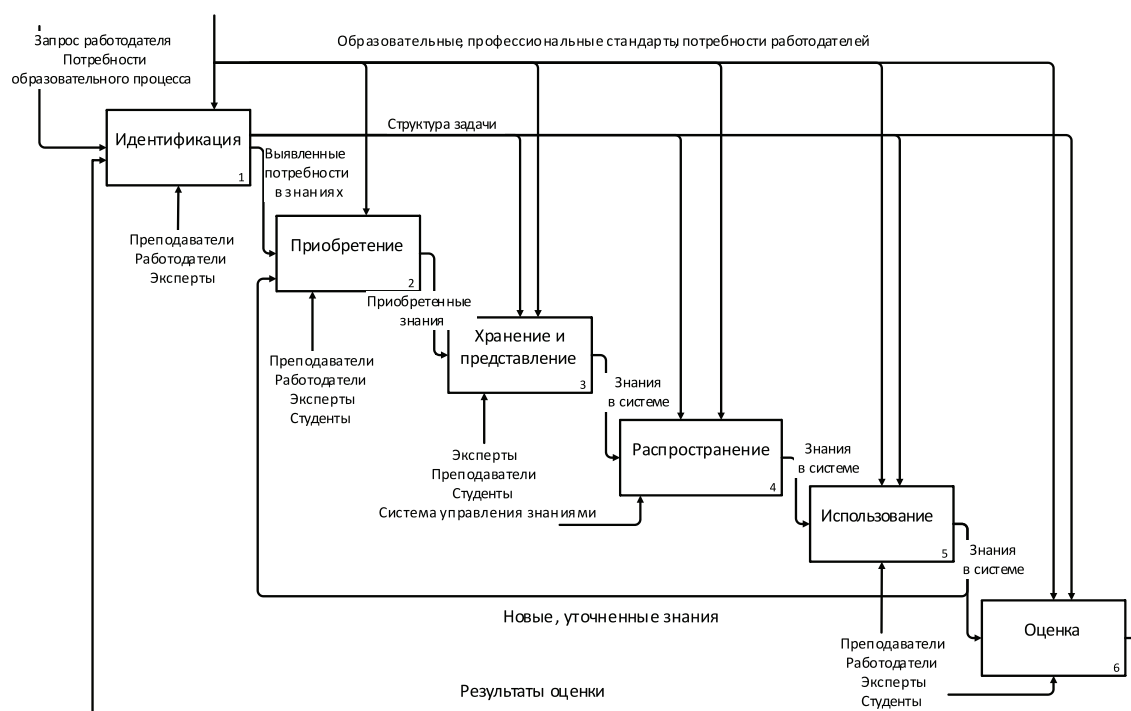 Запрос работодателя
Потребности
образовательного процесса
Образовательные, профессиональные стандарты, потребности работодателей
Идентификация
1
Структура задачи
Выявленные
потребности
в знаниях
Преподаватели
Работодатели
Эксперты
Приобретение
2
Приобретенные
знания
Преподаватели
Работодатели
Эксперты
Студенты
Хранение и
представление
3
Знания
в системе
Эксперты
Преподаватели
Студенты
Система управления знаниями
Распространение
4
Знания
в системе
Использование
5
Знания
в системе
Новые, уточненные знания
Преподаватели
Работодатели
Эксперты
Студенты
Оценка
6
Результаты оценки